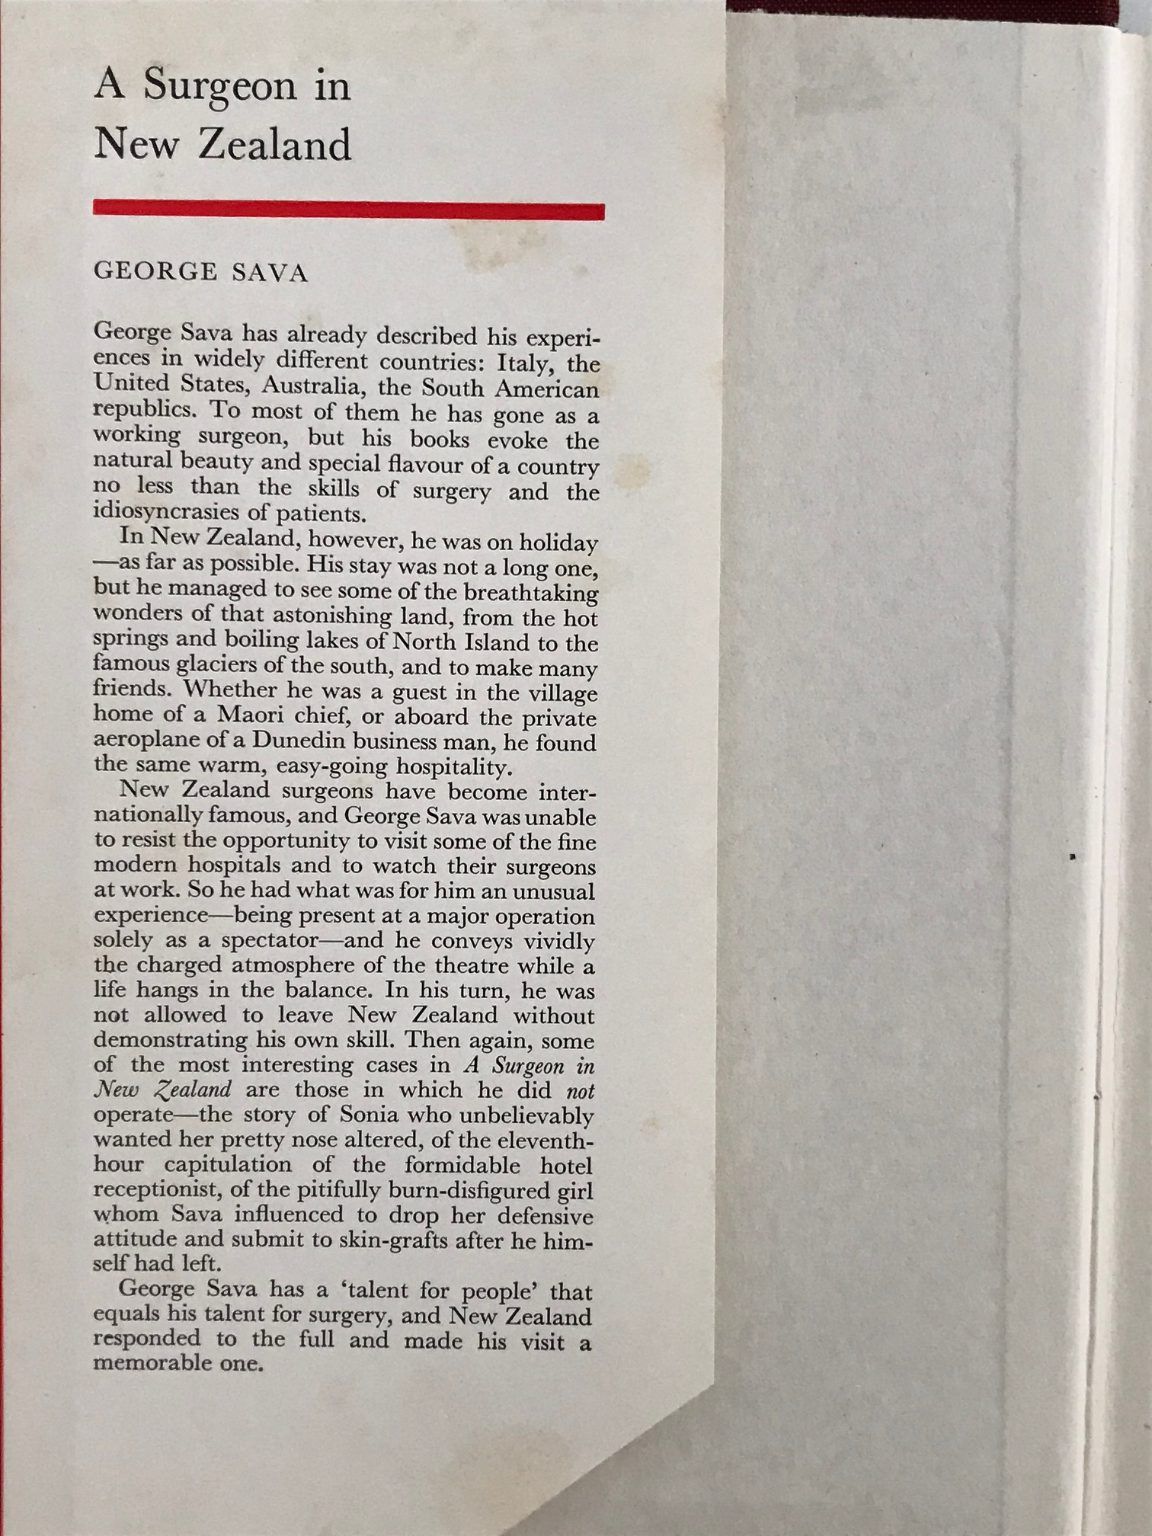 A Surgeon in
New Zealand
GEORGE SAVA
George Sava has already described his experi-
ences in widely different countries: Italy, the
United States, Australia, the South American
republics. To most of them he has gone as a
working surgeon, but his books evoke the
natural beauty and special flavour of a country
no less than the skills of surgery and the
idiosyncrasies of patients.
In New Zealand, however, he was on holiday
—as far as possible. His stay was not a long one,
but he managed to see some of the breathtaking
wonders of that astonishing land, from the hot
springs and boiling lakes of North Island to the
famous glaciers of the south, and to make many
friends. Whether he was a guest in the village
home of a Maori chief, or aboard the private
aeroplane of a Dunedin business man, he found
the same warm, easy-going hospitality.
New Zealand surgeons have become inter-
nationally famous, and George Sava was unable
to resist the opportunity to visit some of the fine
modern hospitals and to watch their surgeons
at work. So he had what was for him an unusual
experience—being present at a major operation
solely as a spectator—and he conveys vividly
the charged atmosphere of the theatre while a
life hangs in the balance. In his turn, he was
not allowed to leave New Zealand without
demonstrating his own skill. Then again, some
of the most interesting cases in A Surgeon in
New Zealand are those in which he did not
operate—the story of Sonia who unbelievably
wanted her pretty nose altered, of the eleventh-
hour capitulation of the formidable hotel
receptionist, of the pitifully burn-disfigured girl
whom Sava influenced to drop her defensive
attitude and submit to skin-grafts after he him-
self had left.
George Sava has a ‘talent for people’ that
equals his talent for surgery, and New Zealand
responded to the full and made his visit a
memorable one.